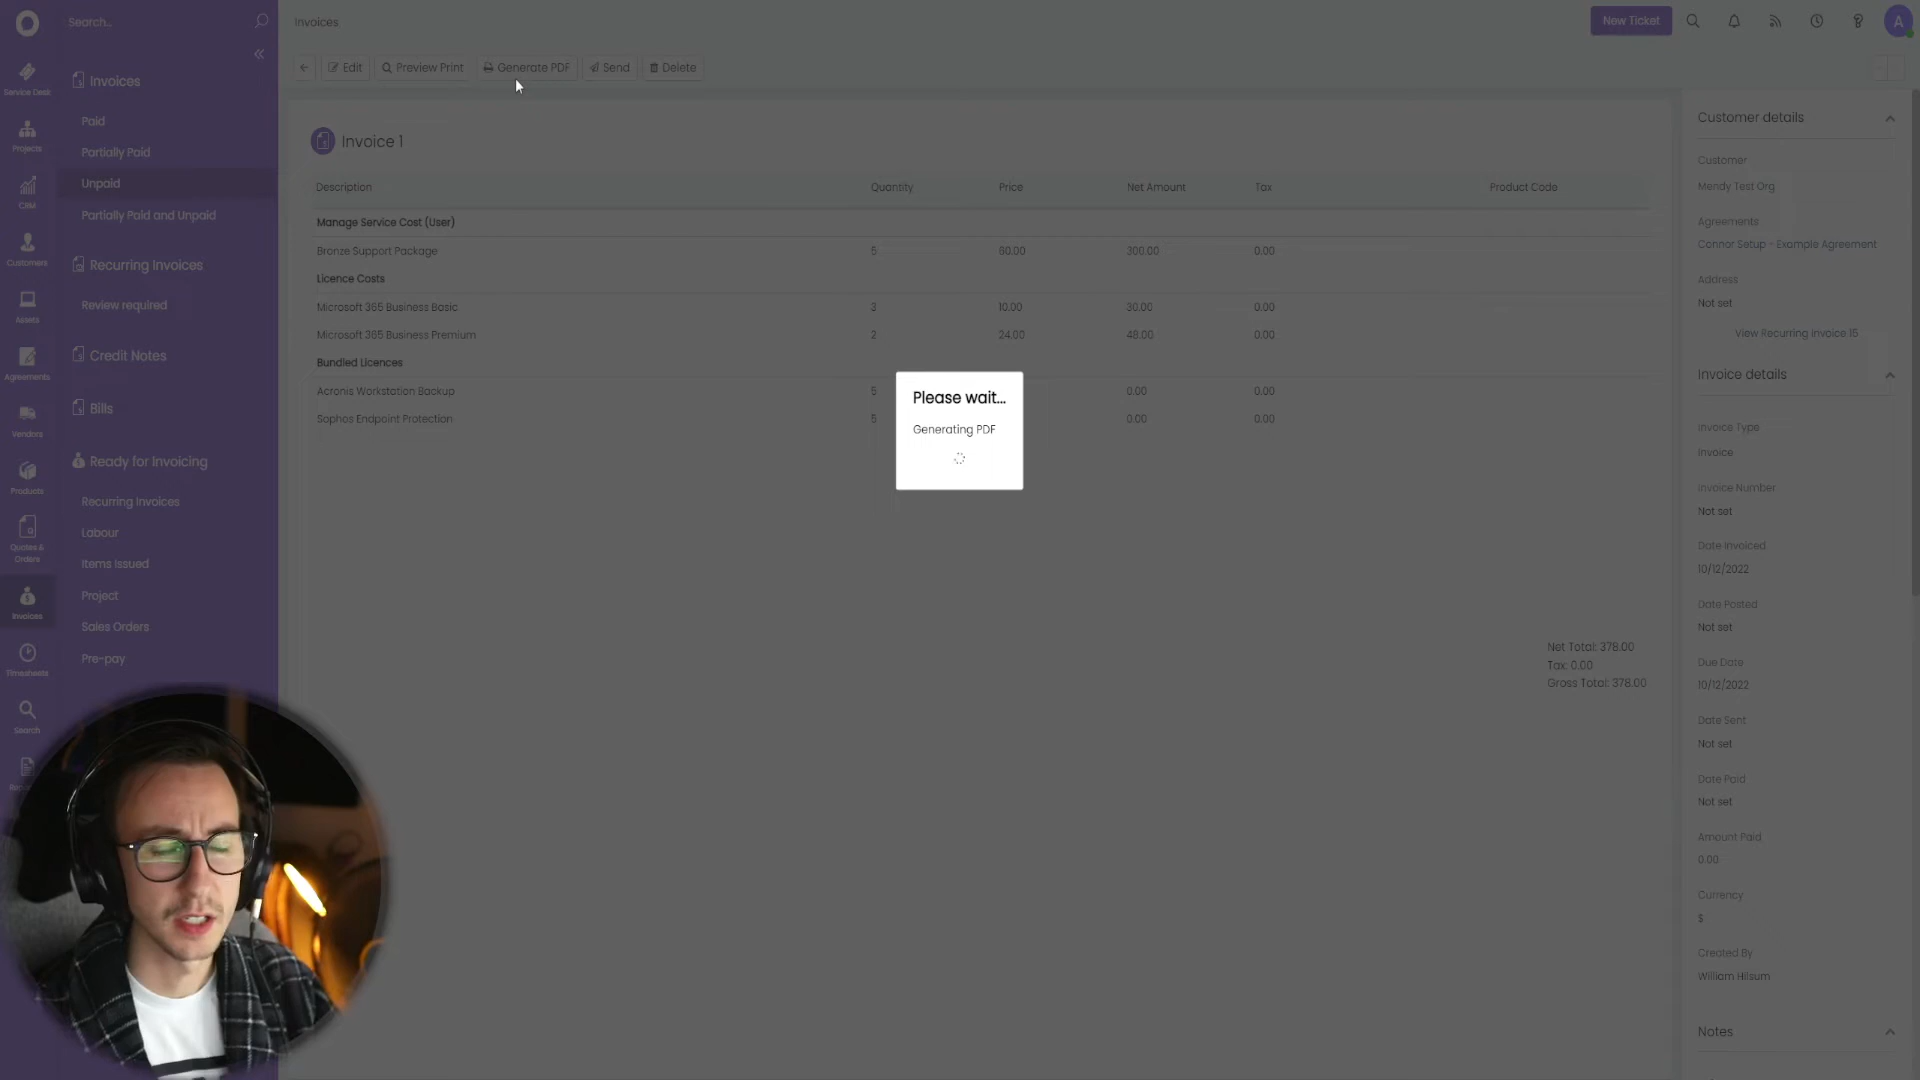 Search...
Invoices
New Ticket
?
A
Edit
Preview Print
Generate PDF
Send
Delete
Service Desk
Projects
CRM
Customers
Assets
Agreements
Vendors
Products
Quotes &
Orders
Invoices
Timesheets
Search
Invoices
Paid
Partially Paid
Unpaid
Partially Paid and Unpaid
Recurring Invoices
Review required
Credit Notes
Bills
Ready for Invoicing
Recurring Invoices
Labour
Items Issued
Project
Sales Orders
Pre-pay
Invoice 1
Description Quantity Price Net Amount Tax Product Code
Manage Service Cost (User)
Bronze Support Package 5 60.00 300.00 0.00
Licence Costs
Microsoft 365 Business Basic 3 10.00 30.00 0.00
Microsoft 365 Business Premium 2 24.00 48.00 0.00
Bundled Licences
Acronis Workstation Backup 5 0.00 0.00
Sophos Endpoint Protection 5 0.00 0.00
Please wait...
Generating PDF
Net Total: 378.00
Tax: 0.00
Gross Total: 378.00
Customer details
Customer
Mendy Test Org
Agreements
Connor Setup - Example Agreement
Address
Not set
View Recurring Invoice 15
Invoice details
Invoice Type
Invoice
Invoice Number
Not set
Date Invoiced
10/12/2022
Date Posted
Not set
Due Date
10/12/2022
Date Sent
Not set
Date Paid
Not set
Amount Paid
0.00
Currency
$
Created By
William Hilsum
Notes